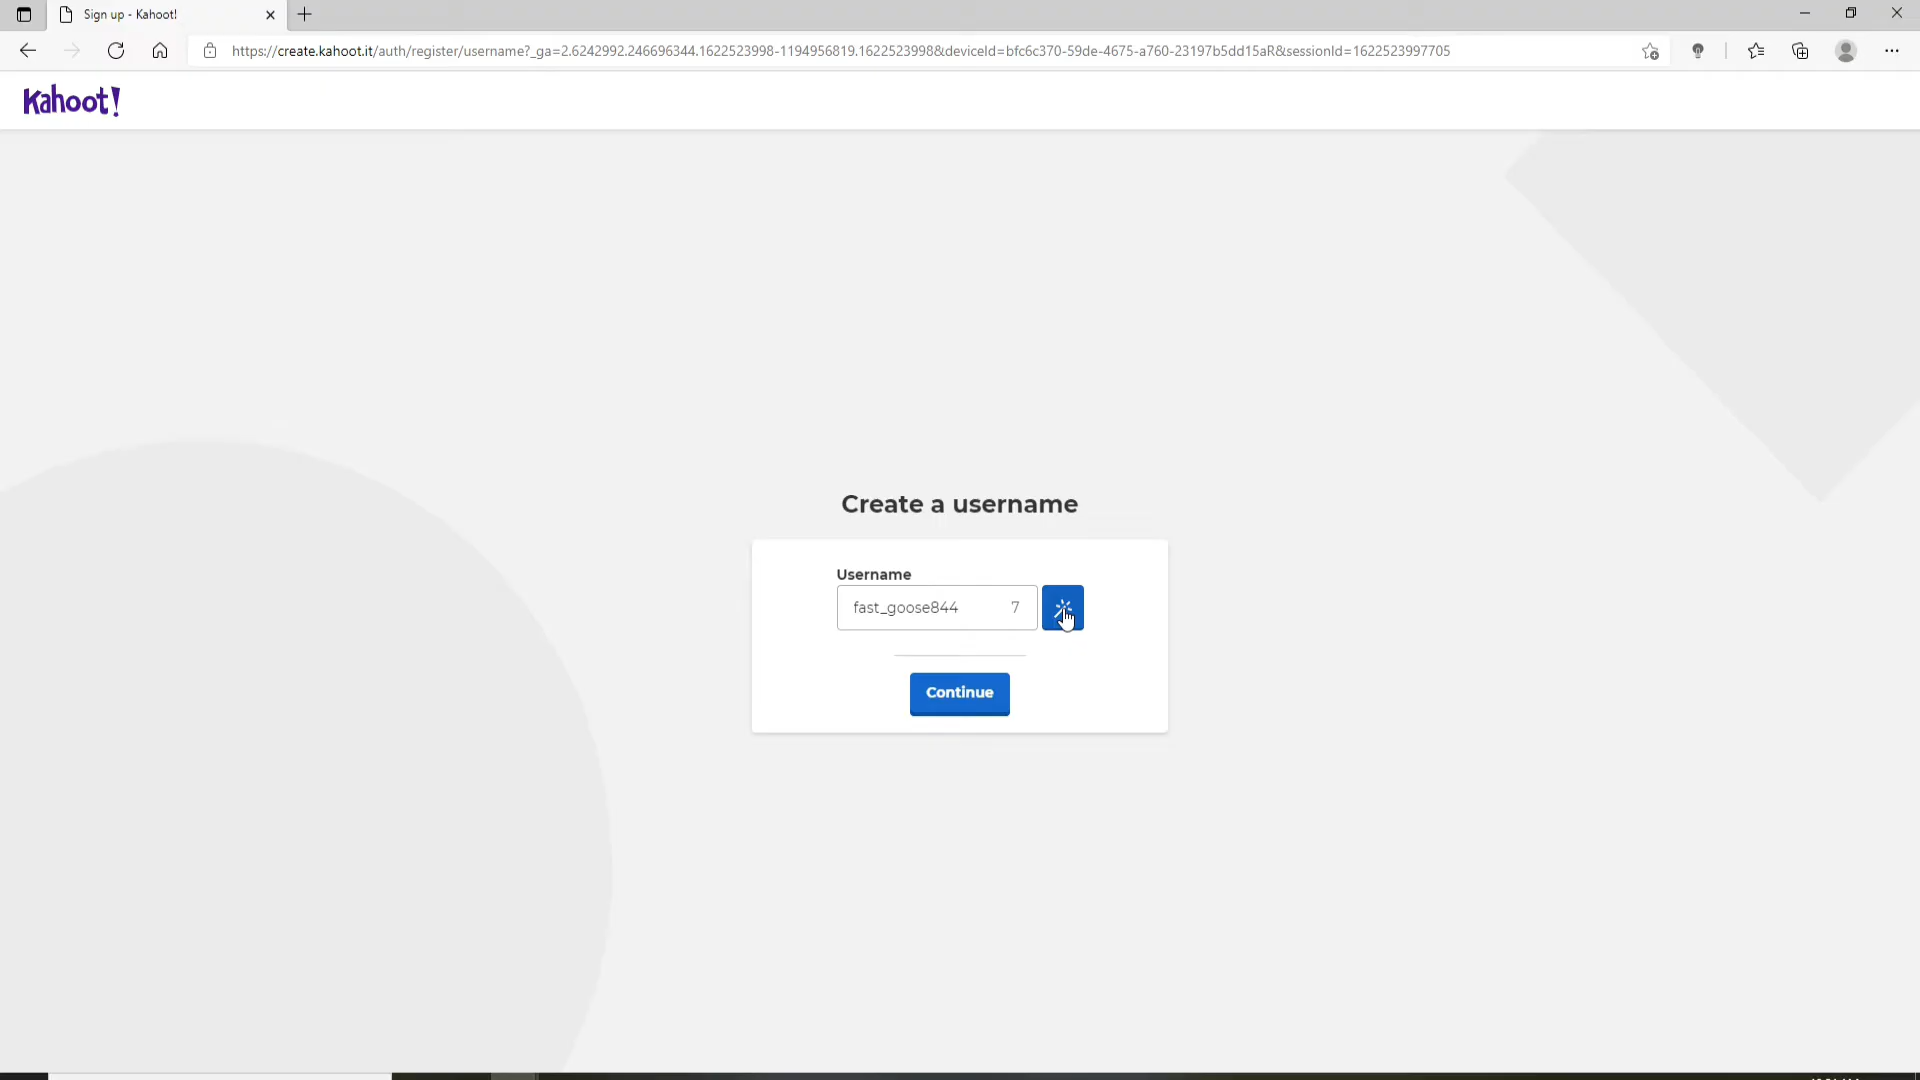 Sign up - Kahoot!
https://create.kahoot.it/auth/register/username?_ga=2.6242992.246696344.1622523998-1194956819.1622523998&deviceId=bfc6c370-59de-4675-a760-23197b5dd15aR&sessionId=1622523997705
Kahoot!
Create a username
Username
fast_goose844 7
Continue